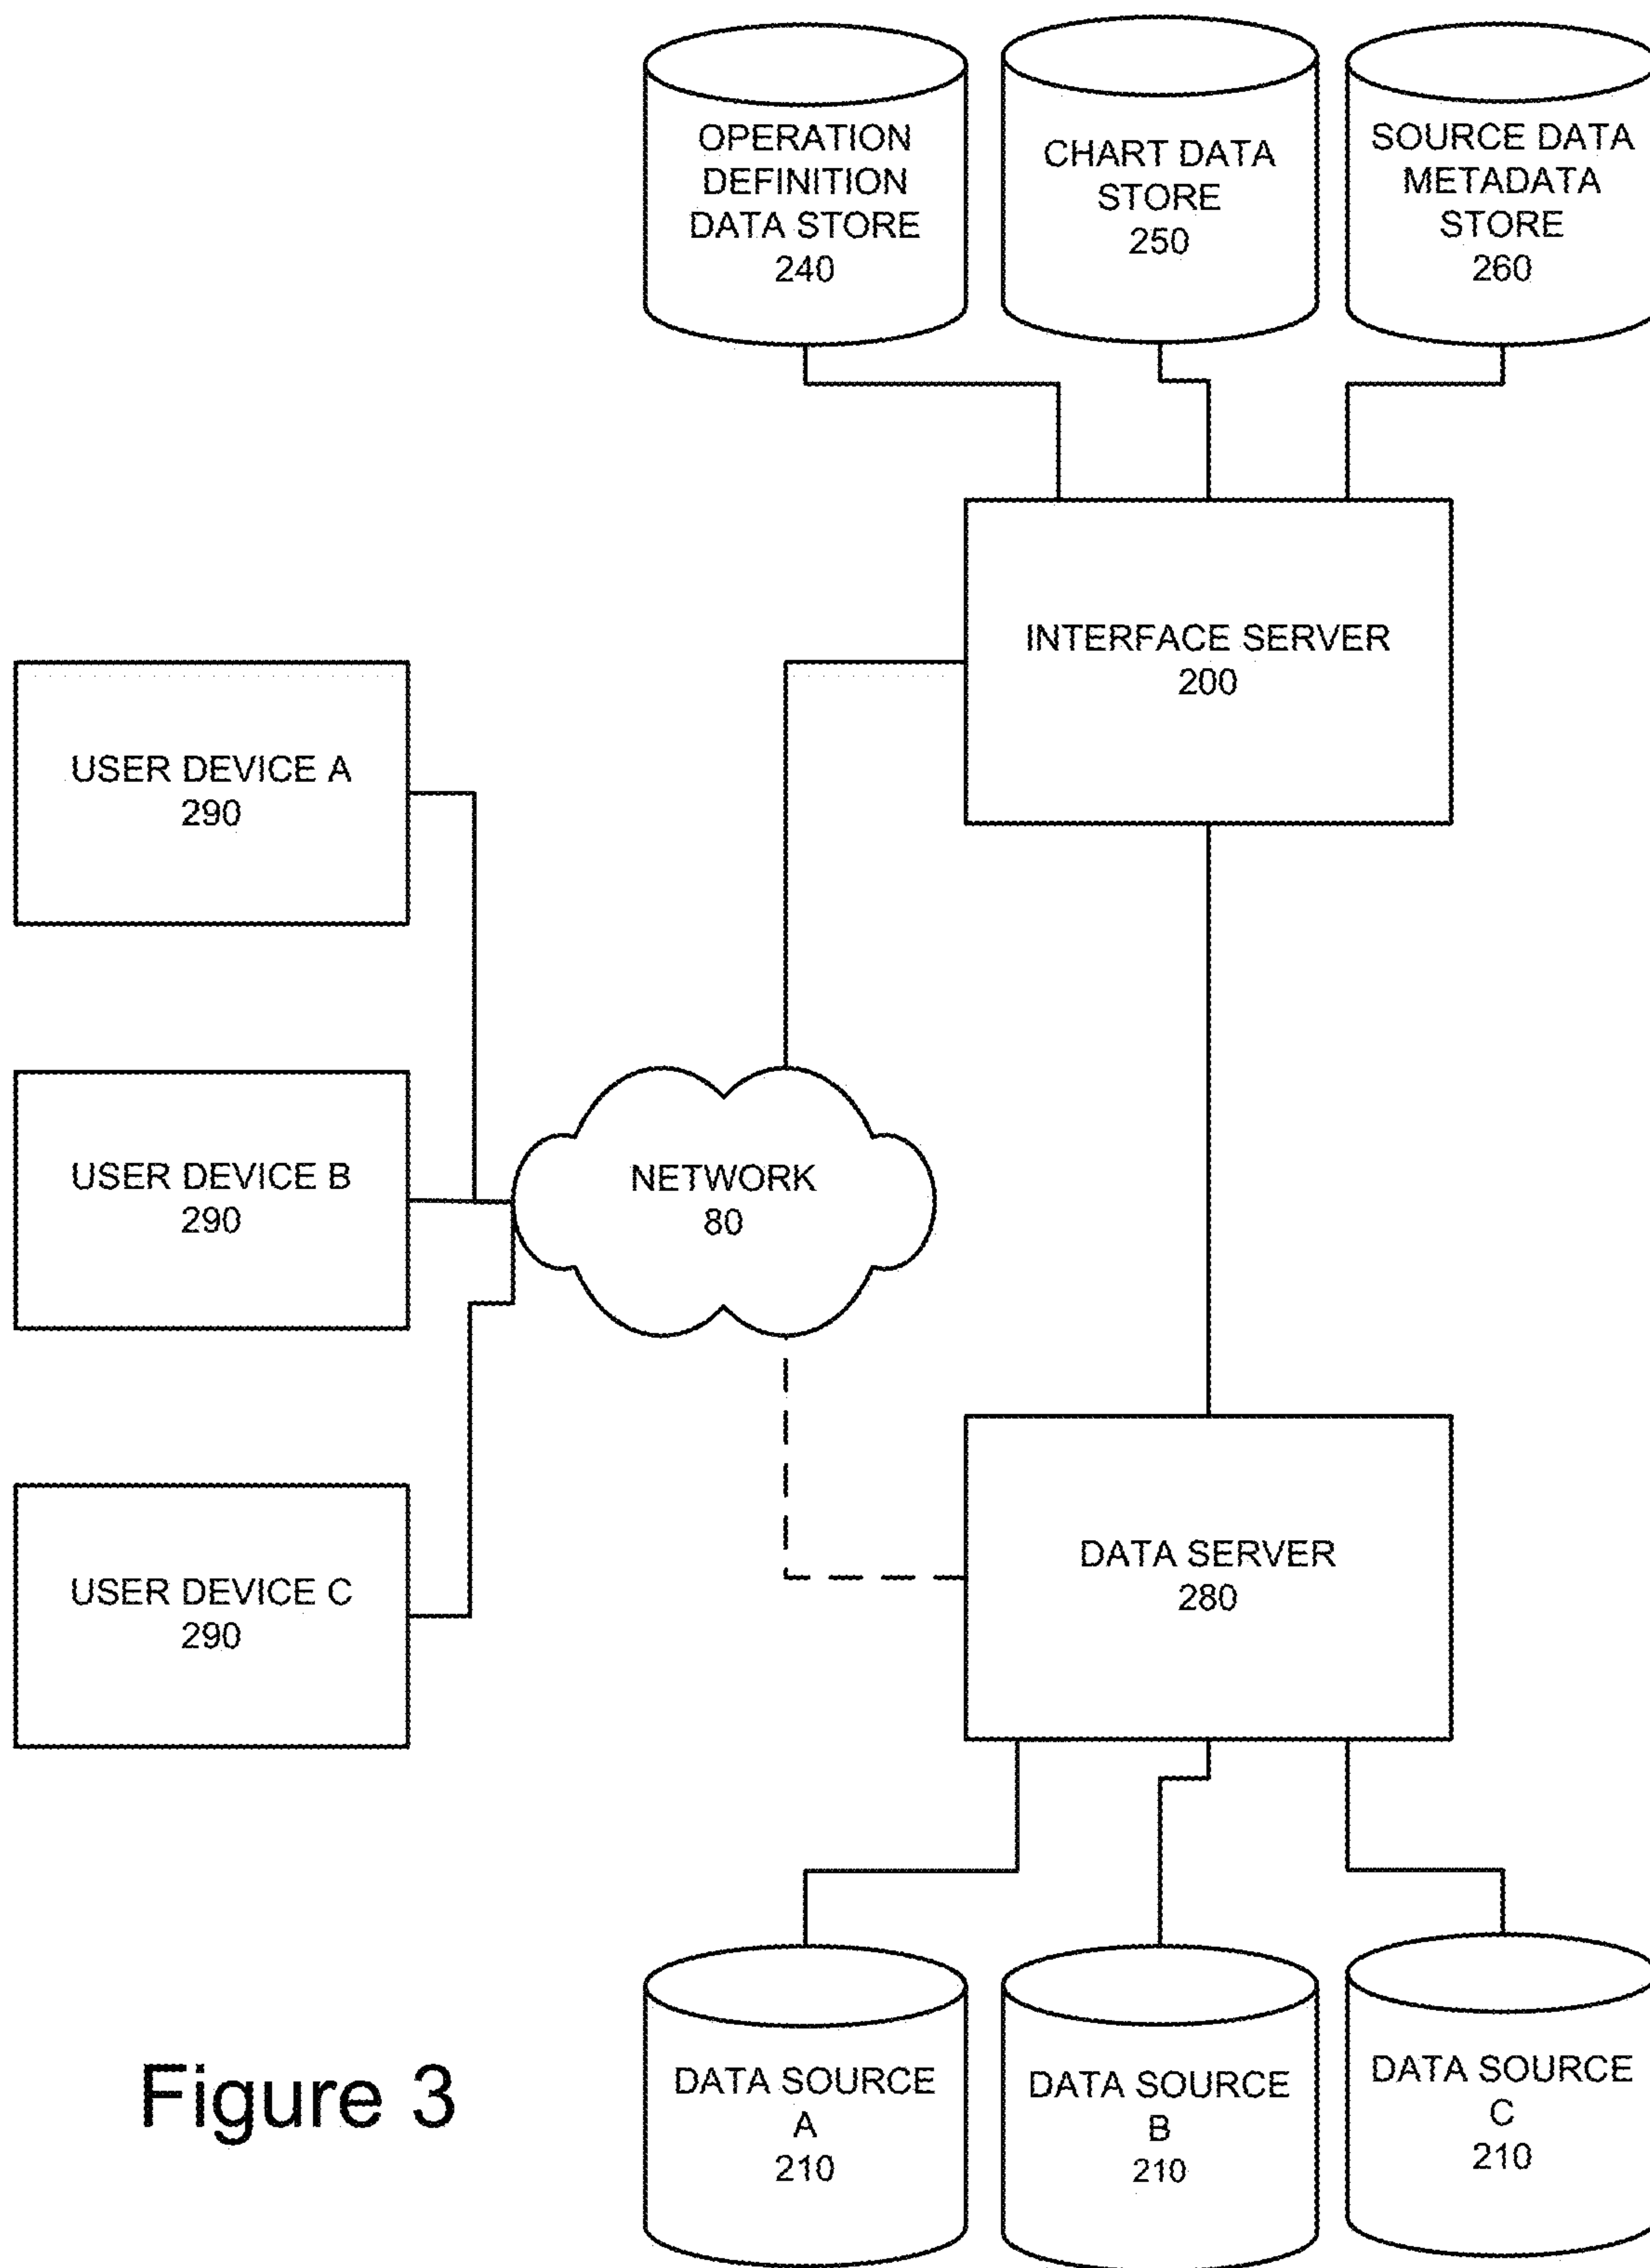 OPERATION
DEFINITION
DATA STORE
240
CHART DATA
STORE
250
SOURCE DATA
METADATA
STORE
260
INTERFACE SERVER
200
USER DEVICE A
290
USER DEVICE B
290
NETWORK
80
USER DEVICE C
290
DATA SERVER
280
DATA SOURCE
A
210
DATA SOURCE
B
210
DATA SOURCE
C
210
Figure 3